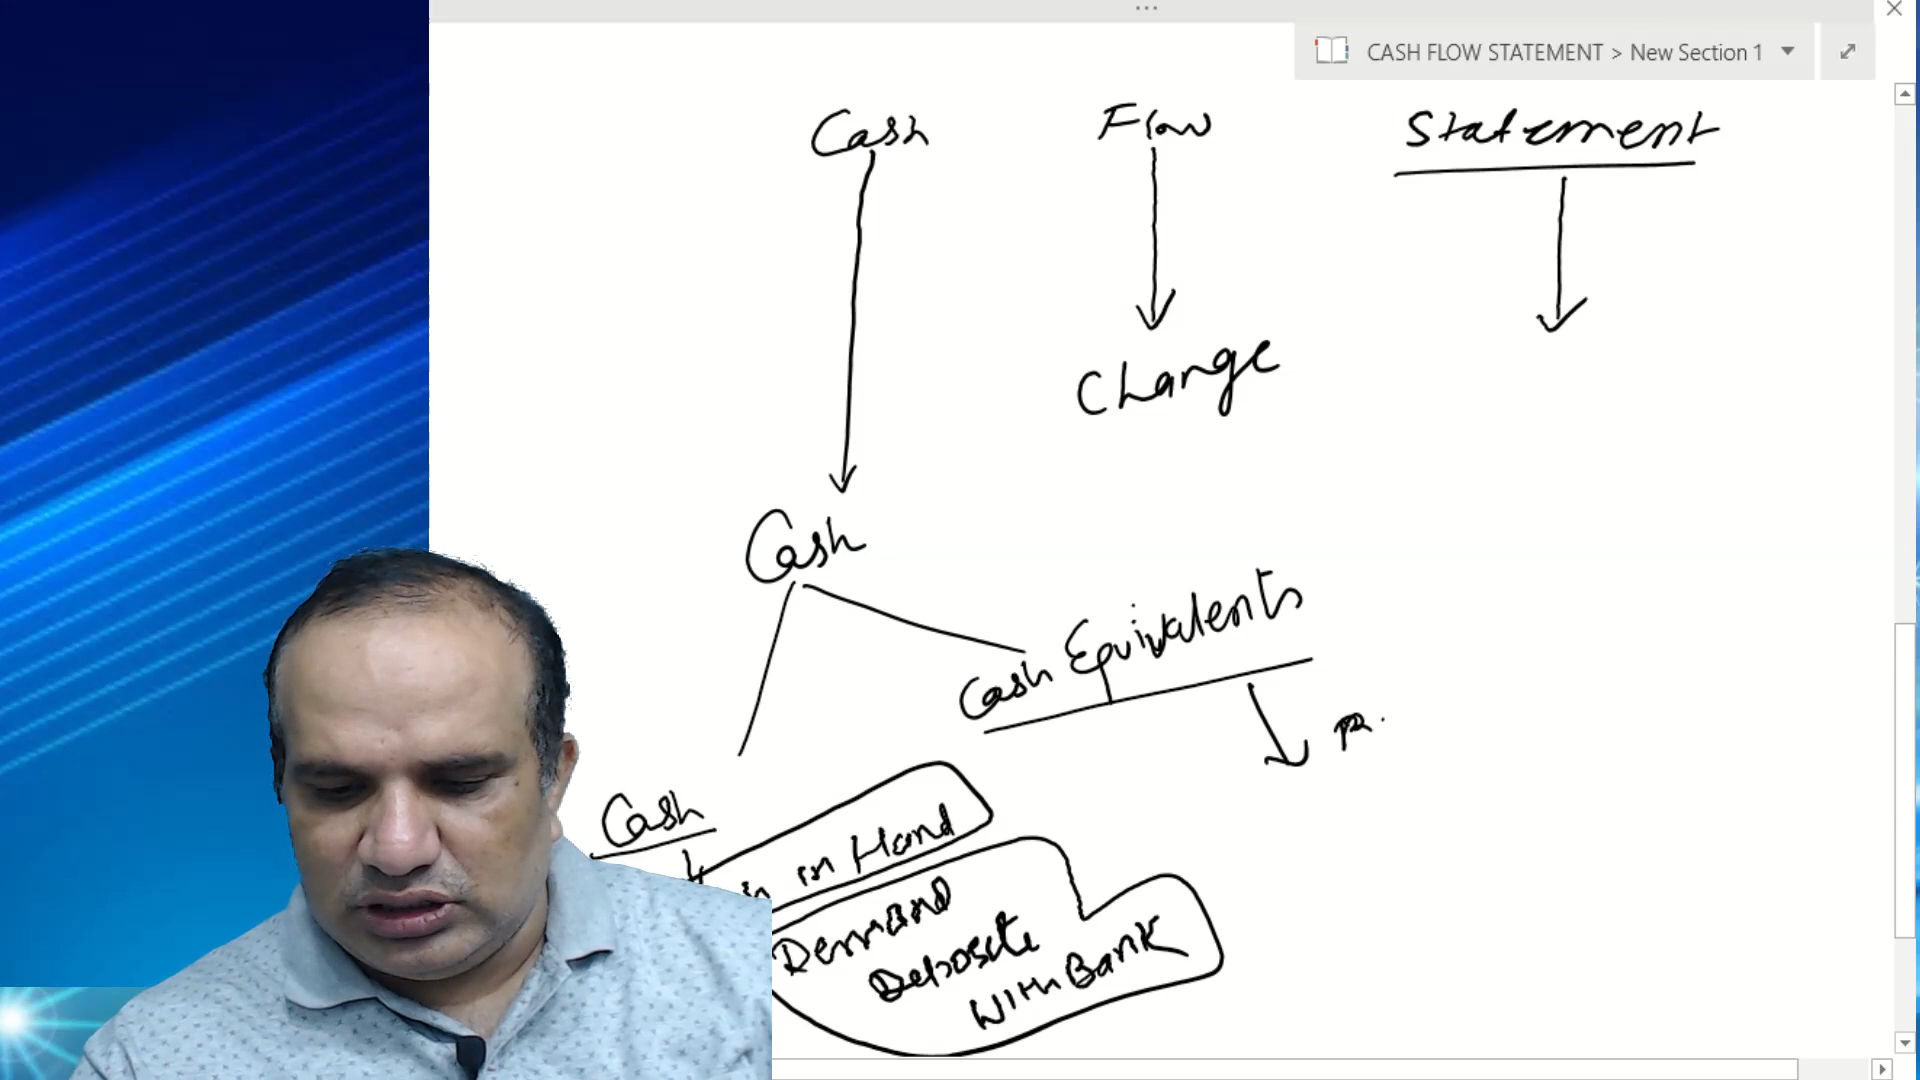 CASH FLOW STATEMENT > New Section 1
Cash Flow Statement
Change
Cash
Cash Equivalents
Cash
in Hand
Demand
Deposits
With Bank